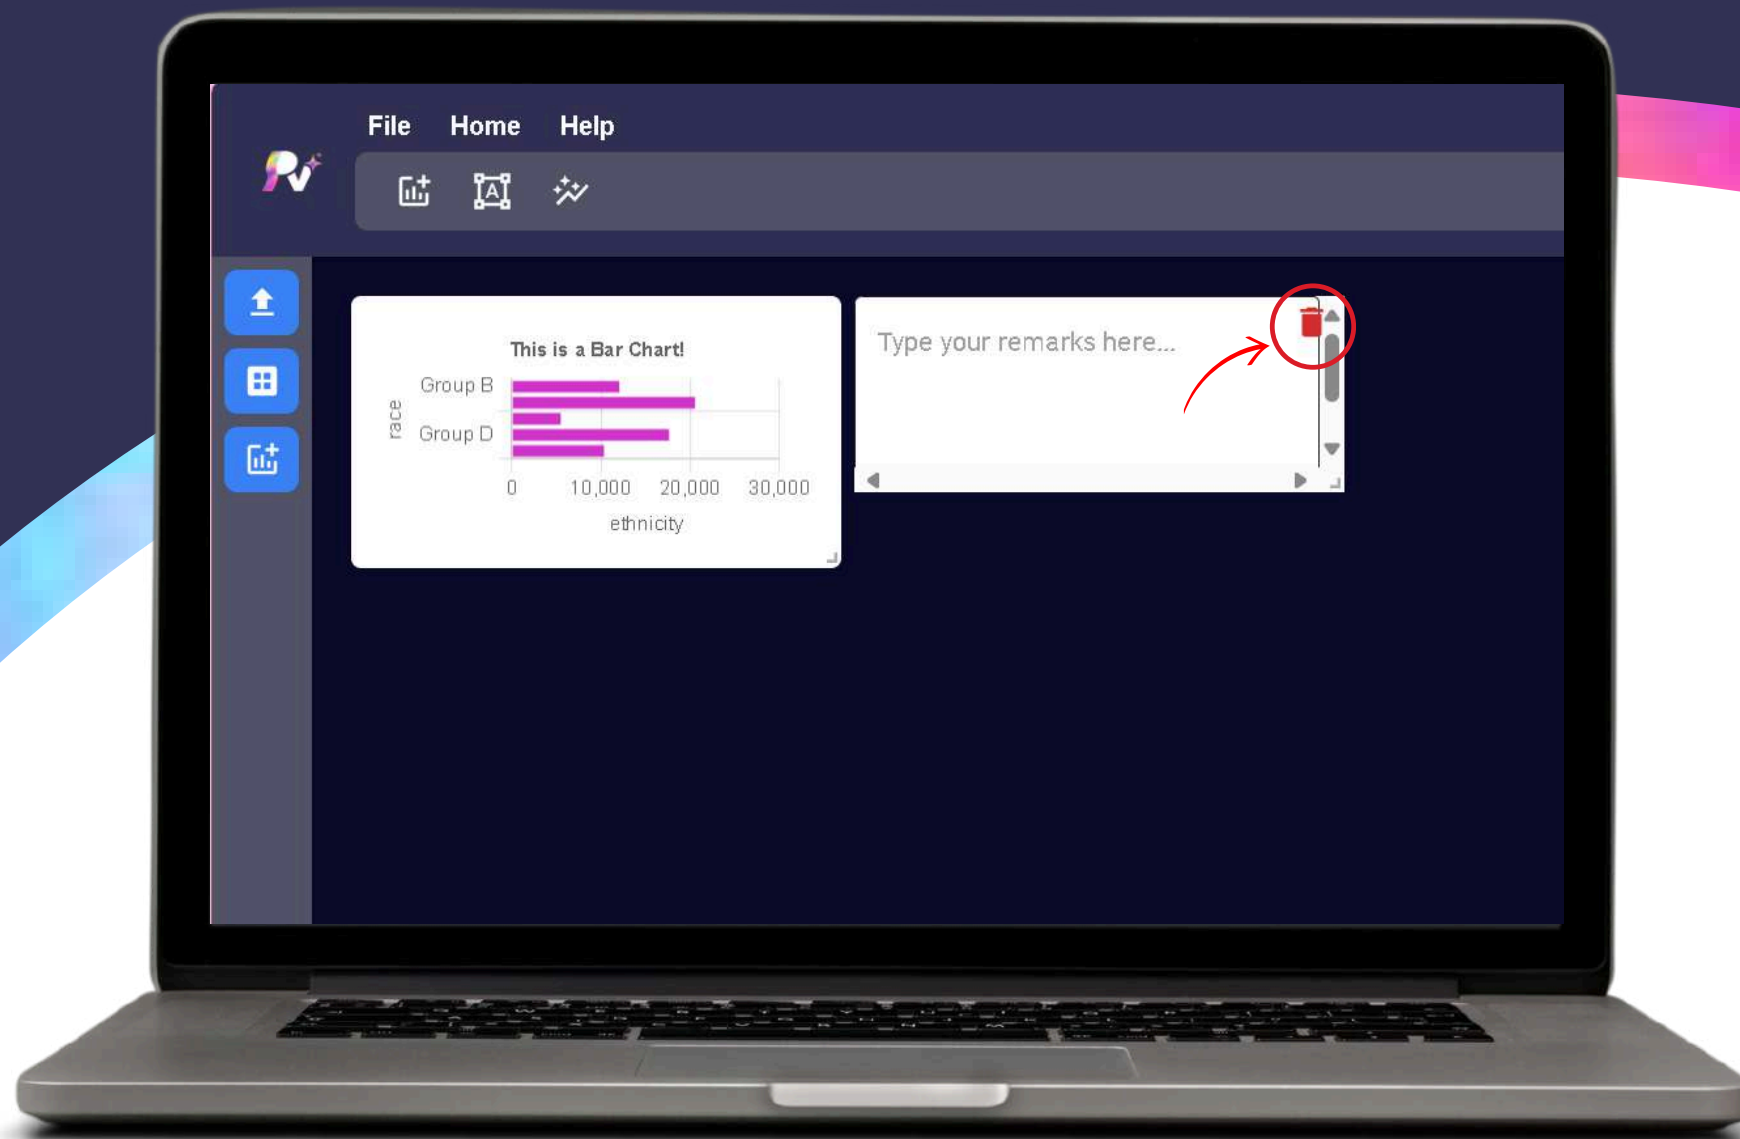 File Home Help
This is a Bar Chart!
race
Group B
Group D
0 10,000 20,000 30,000
ethnicity
Type your remarks here...
A